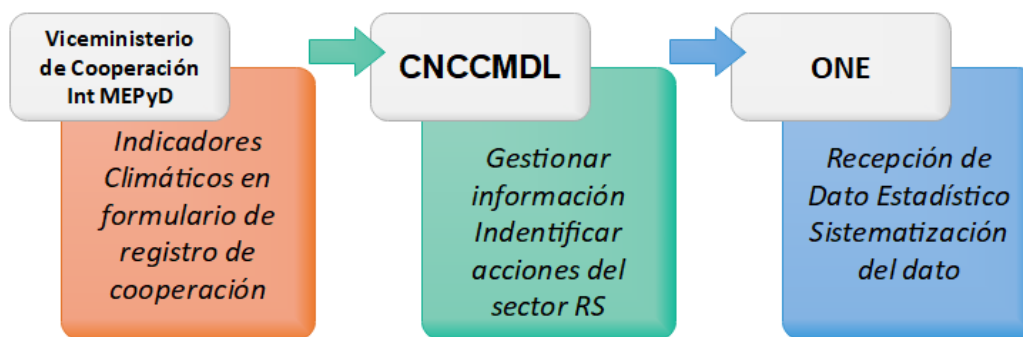 Viceministerio
de Cooperación
Int MEPyD
Indicadores
Climáticos en
formulario de
registro de
cooperación
CNCCMDL
Gestionar
información
Indentificar
acciones del
sector RS
ONE
Recepción de
Dato Estadístico
Sistematización
del dato